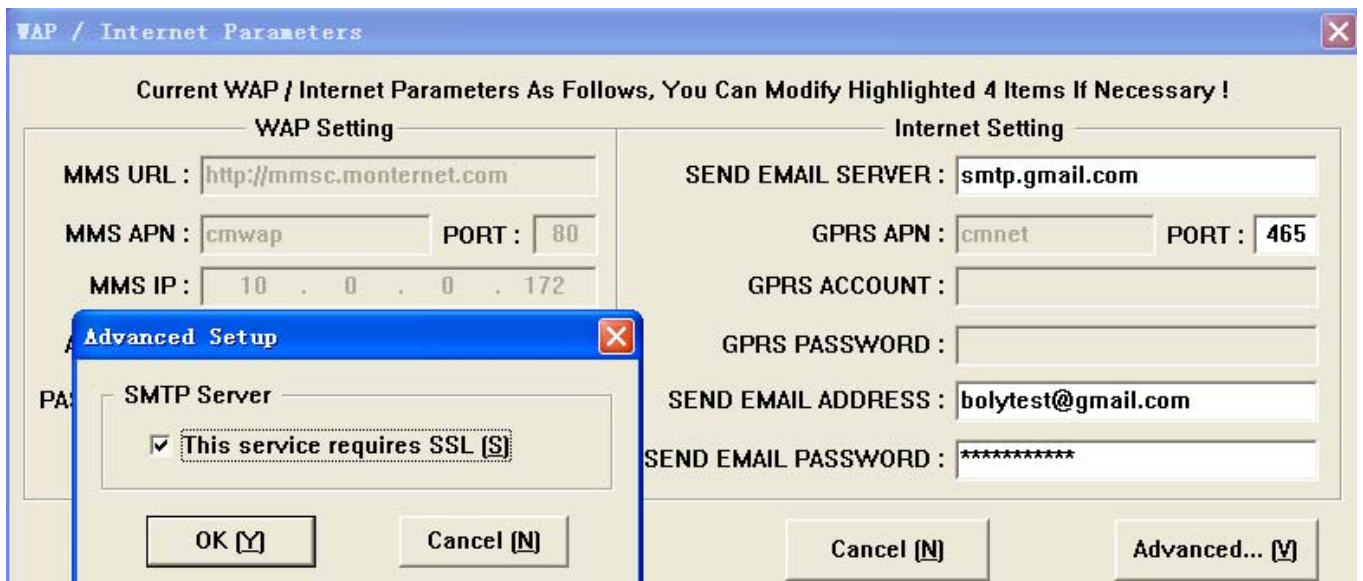 WAP / Internet Parameters
Current WAP / Internet Parameters As Follows, You Can Modify Highlighted 4 Items If Necessary !
WAP Setting
MMS URL : http://mmsc.monternet.com
MMS APN : cmwap PORT : 80
MMS IP : 10 . 0 . 0 . 172
Internet Setting
SEND EMAIL SERVER : smtp.gmail.com
GPRS APN : cmnet PORT : 465
GPRS ACCOUNT :
GPRS PASSWORD :
SEND EMAIL ADDRESS : bolytest@gmail.com
SEND EMAIL PASSWORD : ***********
Cancel (N) Advanced... (V)
Advanced Setup
SMTP Server
This service requires SSL (S)
OK (Y) Cancel (N)